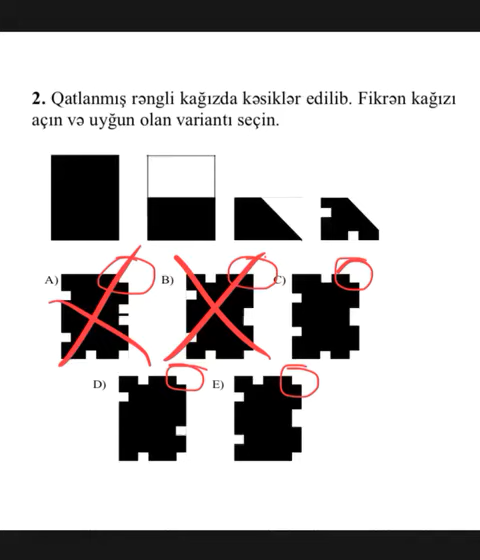 2. Qatlanmış rəngli kağızda kəsiklər edilib. Fikrən kağızı
açın və uyğun olan variantı seçin.
A) B) C)
D) E)